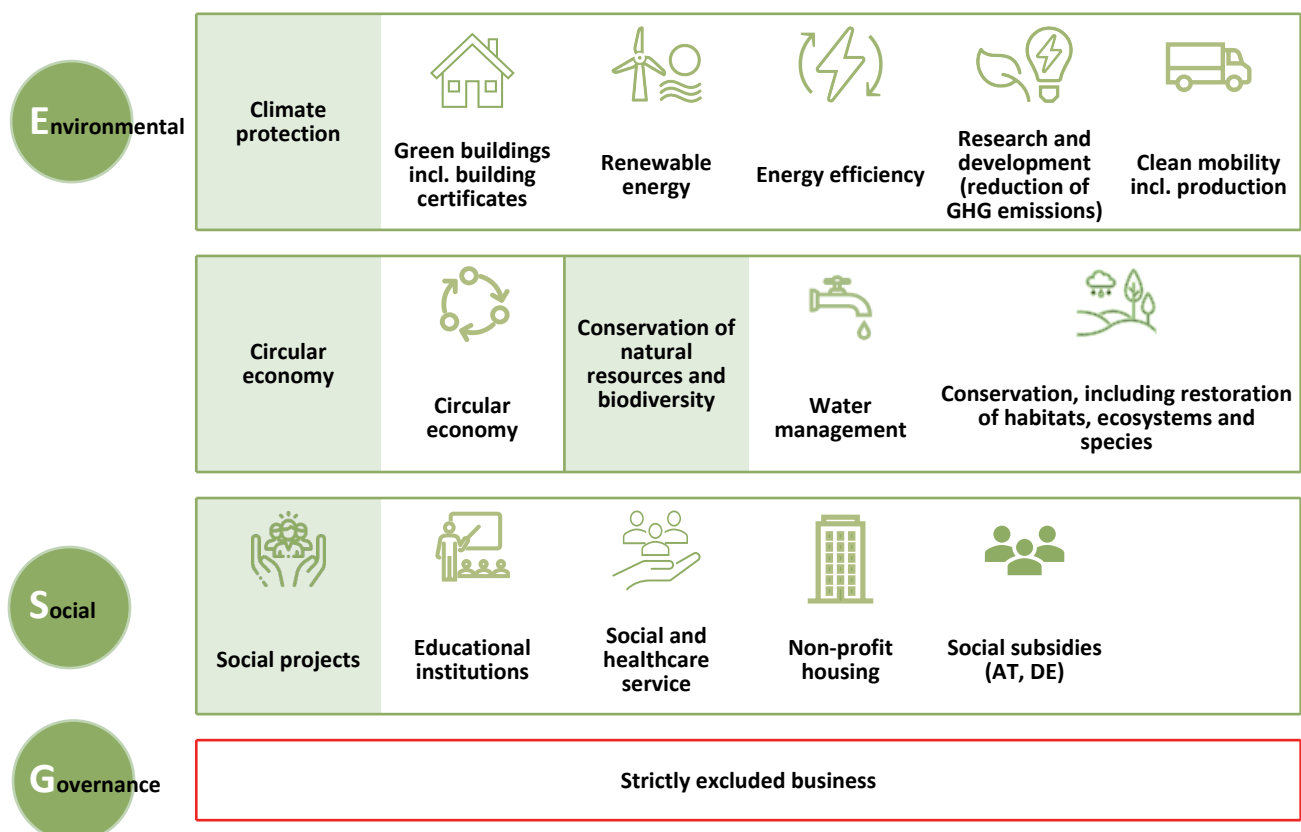 Environmental
Climate
protection
Green buildings
incl. building
certificates
Renewable
energy
Energy efficiency
Research and
development
(reduction of
GHG emissions)
Clean mobility
incl. production
Circular
economy
Circular
economy
Conservation of
natural
resources and
biodiversity
Water
management
Conservation, including restoration
of habitats, ecosystems and
species
Social
Social projects
Educational
institutions
Social and
healthcare
service
Non-profit
housing
Social subsidies
(AT, DE)
Governance
Strictly excluded business